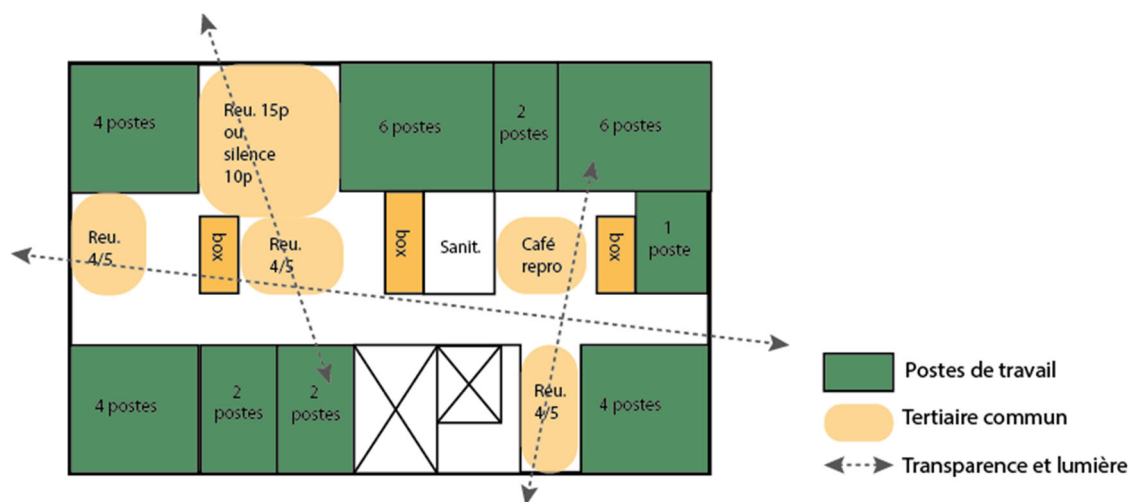 4 postes
Reu. 15p
ou
silence
10p
6 postes
2
postes
6 postes
Reu.
4/5
box
Reu.
4/5
box
Sanit.
Café
repro
box
1
poste
4 postes
2
postes
2
postes
Reu.
4/5
4 postes
Postes de travail
Tertiaire commun
Transparence et lumière